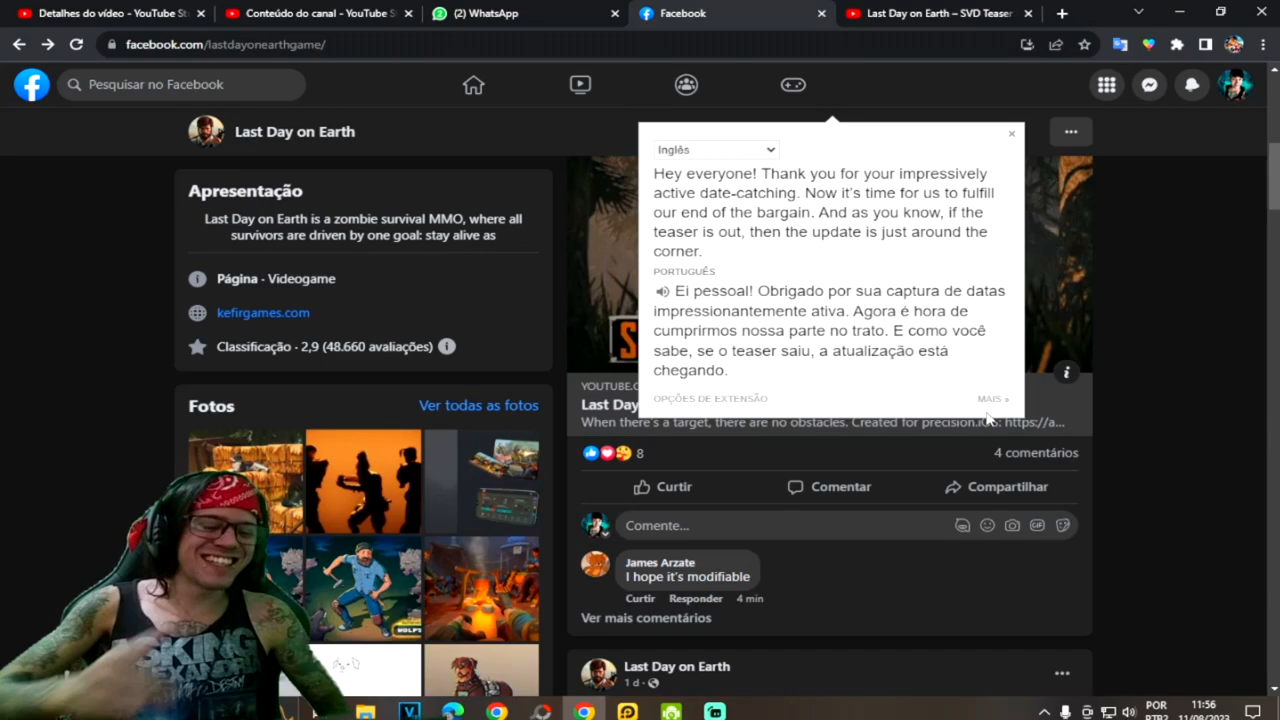 Detalhes do vídeo - YouTube St
Conteúdo do canal - YouTube S
(2) WhatsApp
Facebook
Last Day on Earth – SVD Teaser
facebook.com/lastdayonearthgame/
Pesquisar no Facebook
Last Day on Earth
Apresentação
Last Day on Earth is a zombie survival MMO, where all
survivors are driven by one goal: stay alive as
Página · Videogame
kefirgames.com
Classificação · 2,9 (48.660 avaliações)
Fotos
Ver todas as fotos
Inglês
Hey everyone! Thank you for your impressively
active date-catching. Now it's time for us to fulfill
our end of the bargain. And as you know, if the
teaser is out, then the update is just around the
corner.
PORTUGUÊS
Ei pessoal! Obrigado por sua captura de datas
impressionantemente ativa. Agora é hora de
cumprirmos nossa parte no trato. E como você
sabe, se o teaser saiu, a atualização está
chegando.
OPÇÕES DE EXTENSÃO
MAIS »
YOUTUBE.C
Last Day
When there's a target, there are no obstacles. Created for precision.iOS: https://a...
8
4 comentários
Curtir
Comentar
Compartilhar
Comente...
GIF
James Arzate
I hope it's modifiable
Curtir
Responder
4 min
Ver mais comentários
Last Day on Earth
1 d
POR
PTB2
11:56
11/08/2023